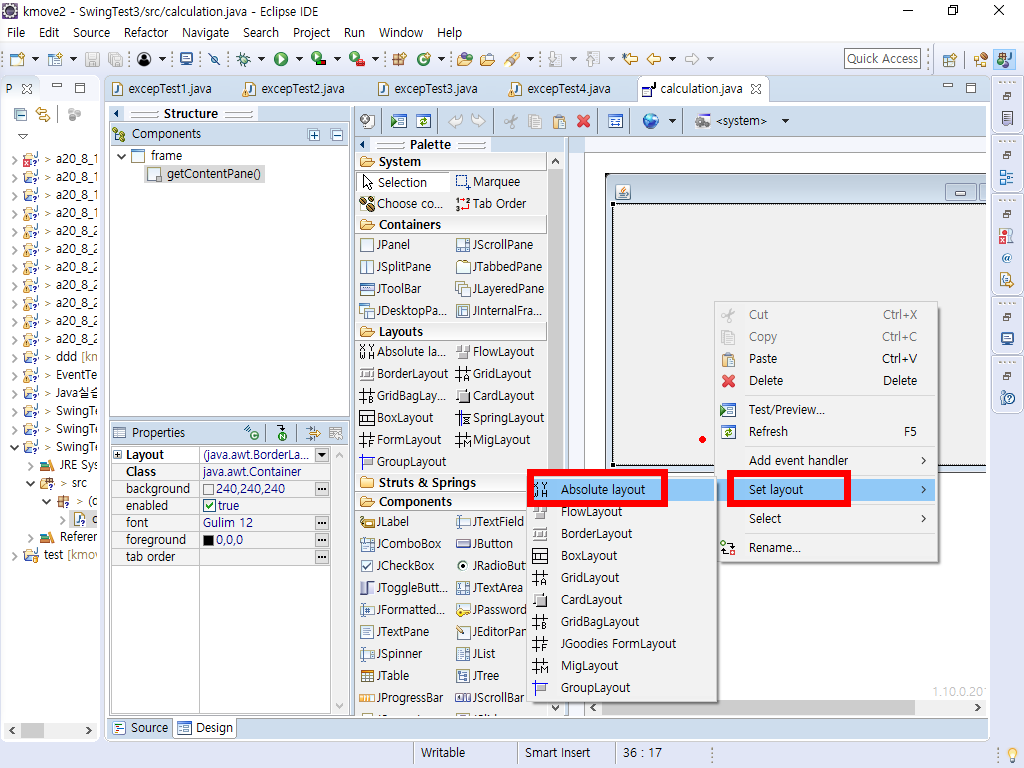 kmove2 - SwingTest3/src/calculation.java - Eclipse IDE
File Edit Source Refactor Navigate Search Project Run Window Help
Quick Access
P
excepTest1.java excepTest2.java excepTest3.java excepTest4.java calculation.java
Structure
Components
frame
getContentPane()
> a20_8_1
> a20_8_1
> a20_8_1
> a20_8_1
> a20_8_2
> a20_8_2
> a20_8_2
> a20_8_2
> a20_8_2
> a20_8_2
> a20_8_2
> ddd [kn
> EventTe
> Java실습
> SwingTe
> SwingTe
> SwingTe
JRE Sys
> src
> (c
Referen
test [kmov
Properties
Layout (java.awt.BorderLa...
Class java.awt.Container
background 240,240,240
enabled true
font Gulim 12
foreground 0,0,0
tab order
<system>
Palette
System
Selection Marquee
Choose co... Tab Order
Containers
JPanel JScrollPane
JSplitPane JTabbedPane
JToolBar JLayeredPane
JDesktopPa... JInternalFra...
Layouts
Absolute la... FlowLayout
BorderLayout GridLayout
GridBagLay... CardLayout
BoxLayout SpringLayout
FormLayout MigLayout
GroupLayout
Struts & Springs
Components
JLabel JTextField
JComboBox JButton
JCheckBox JRadioBut
JToggleButt... JTextArea
JFormatted... JPassword
JTextPane JEditorPan
JSpinner JList
JTable JTree
JProgressBar JScrollBar
Cut Ctrl+X
Copy Ctrl+C
Paste Ctrl+V
Delete Delete
Test/Preview...
Refresh F5
Add event handler
Set layout
Select
Rename...
Absolute layout
FlowLayout
BorderLayout
BoxLayout
GridLayout
CardLayout
GridBagLayout
JGoodies FormLayout
MigLayout
GroupLayout
1.10.0.201
Source Design
Writable Smart Insert 36 : 17